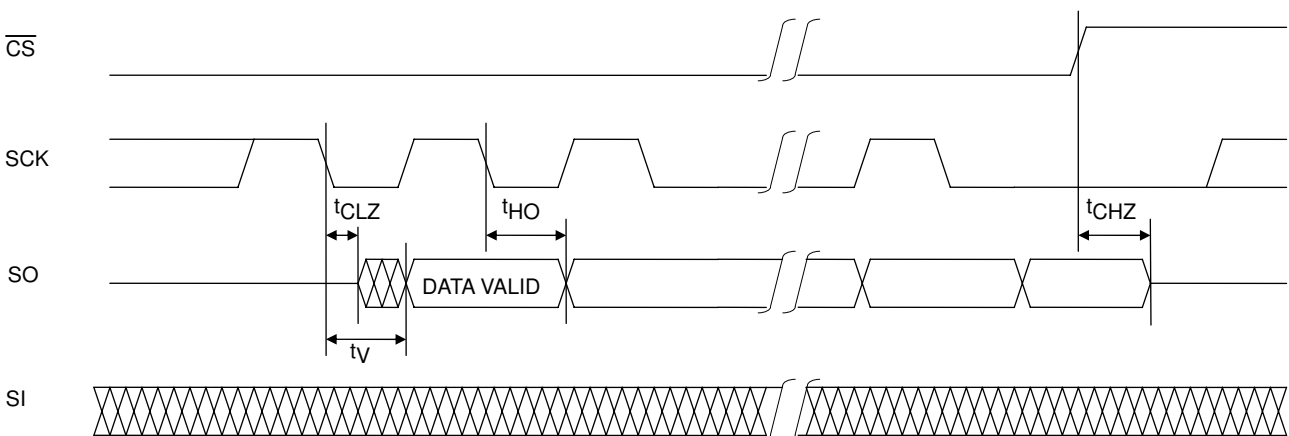 CS
SCK
tCLZ
tHO
tCHZ
SO
DATA VALID
tV
SI